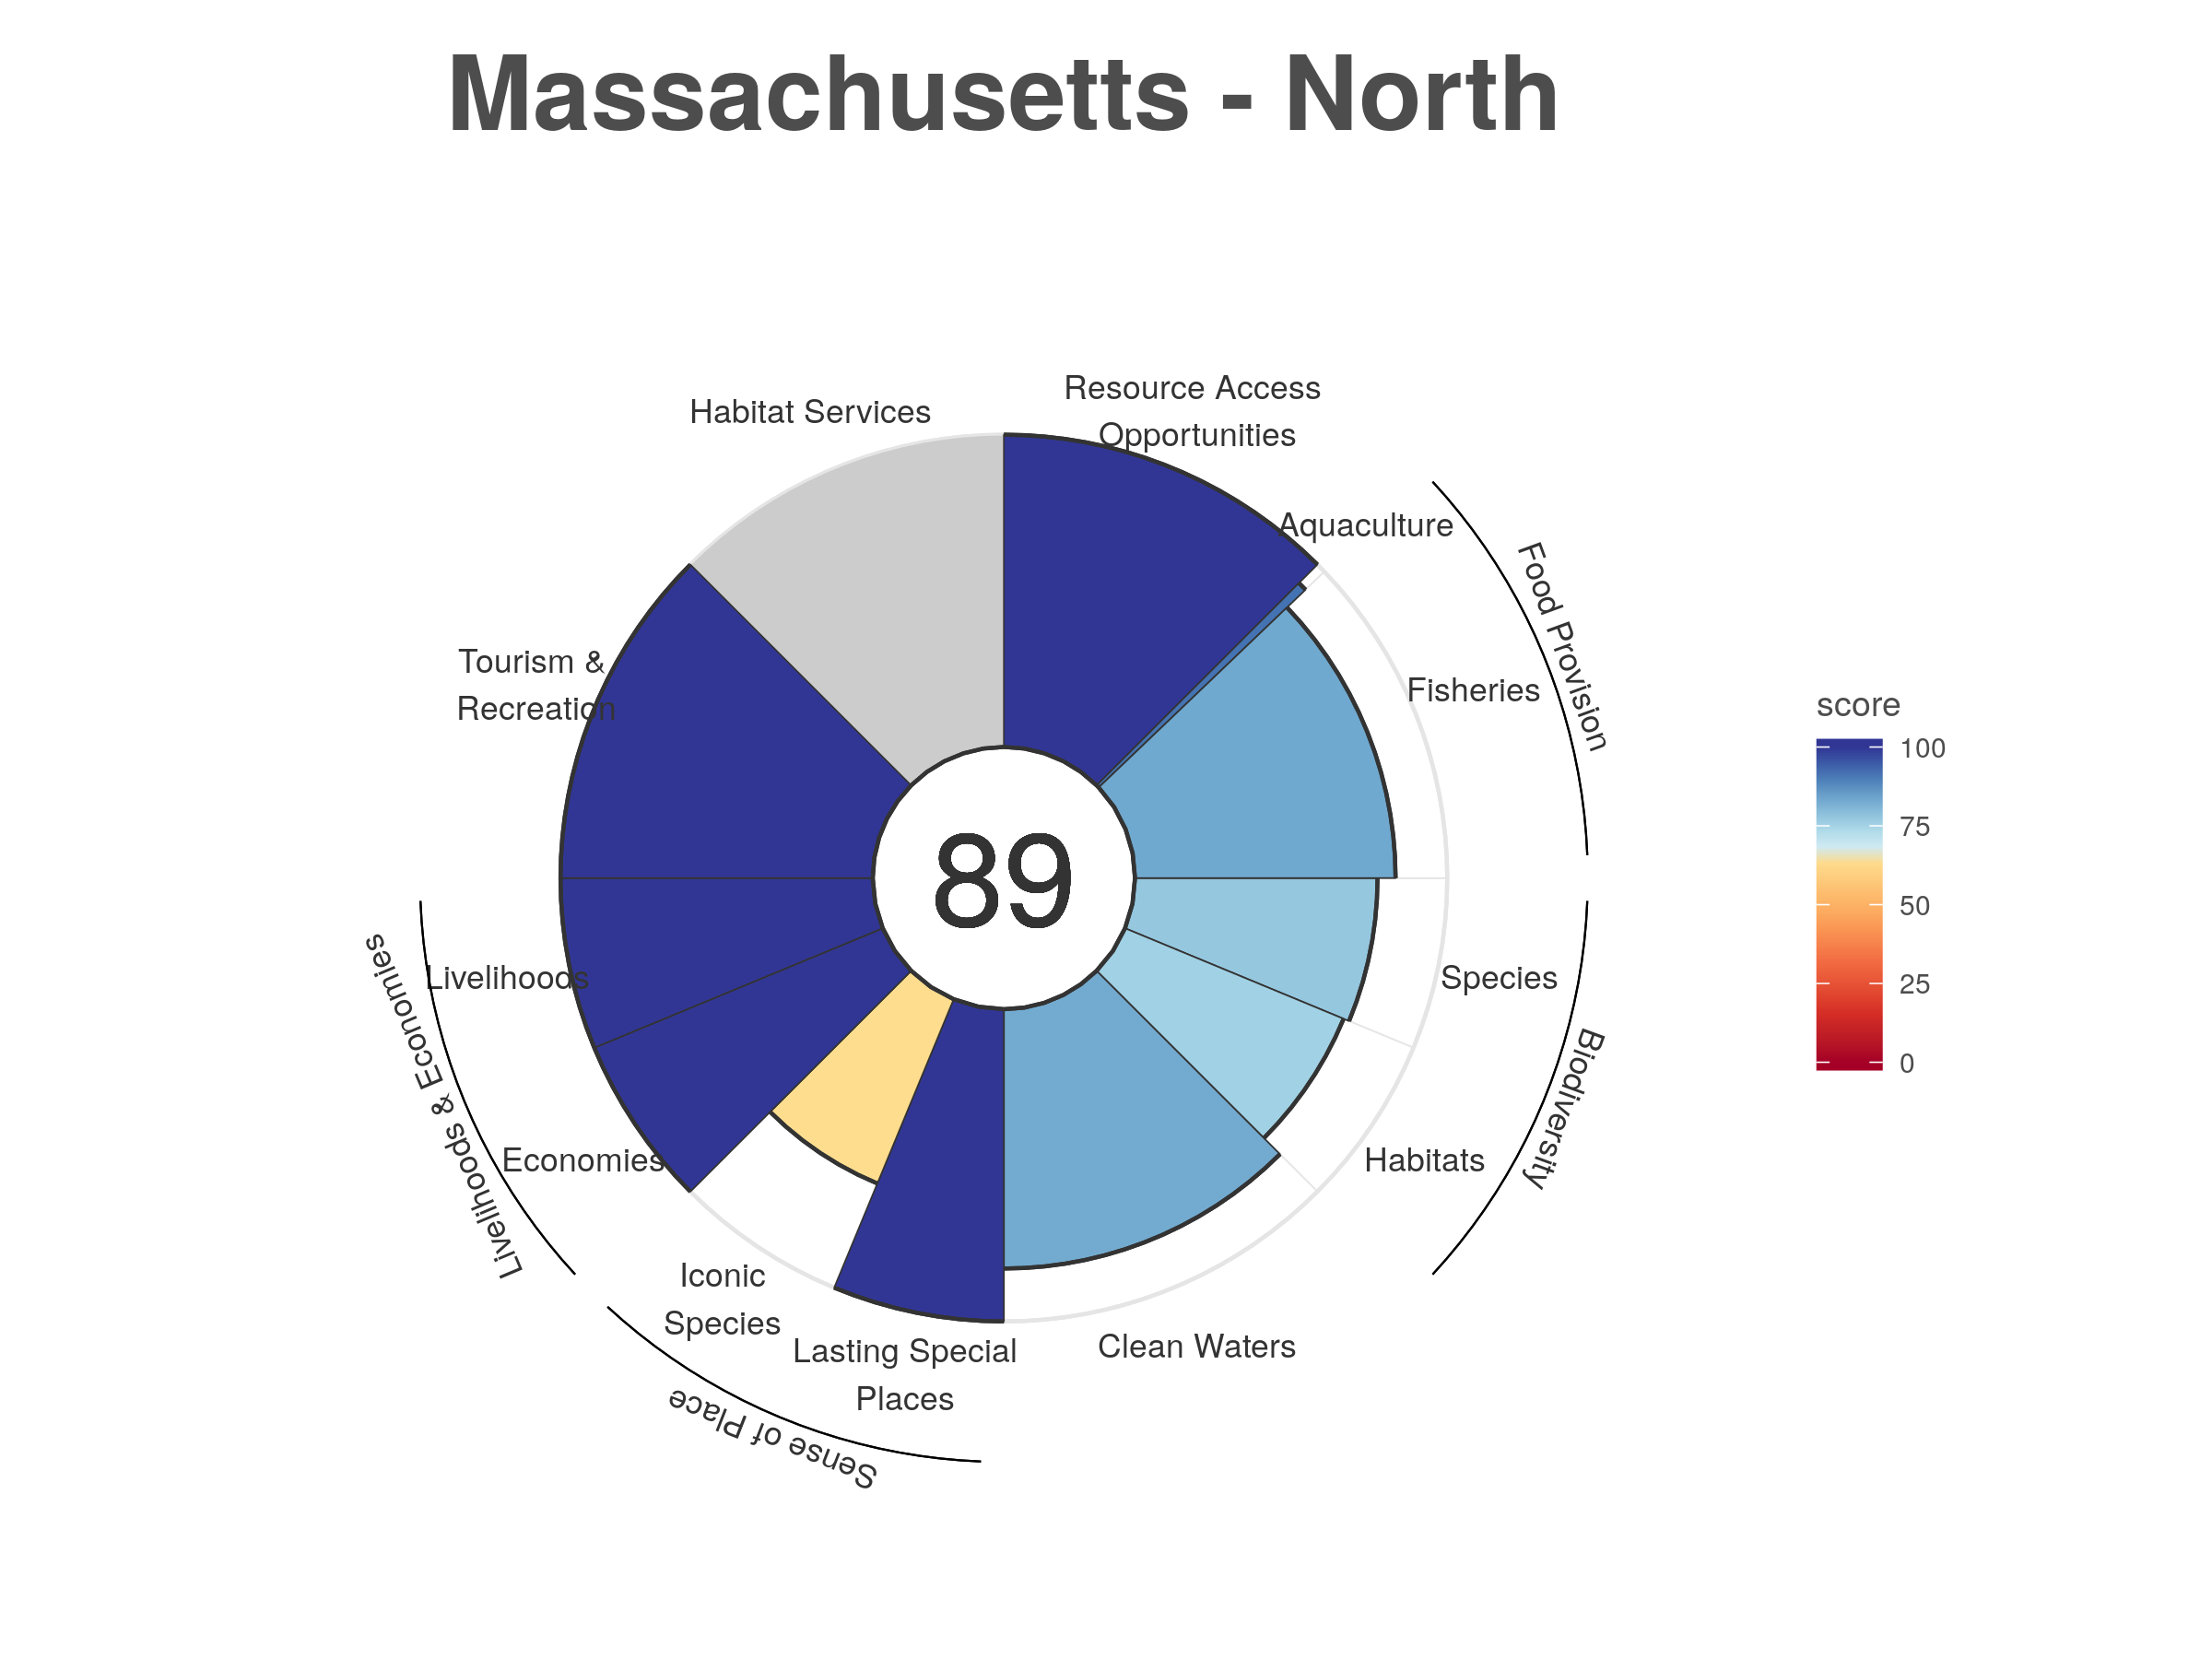 Massachusetts - North
Resource Access
Opportunities
Habitat Services
Aquaculture
Food Provision
Fisheries
Tourism &
Recreation
score
100
75
50
25
0
89
Species
Biodiversity
Habitats
Livelihoods
Livelihoods & Economies
Economies
Iconic
Species
Lasting Special
Places
Clean Waters
Sense of Place